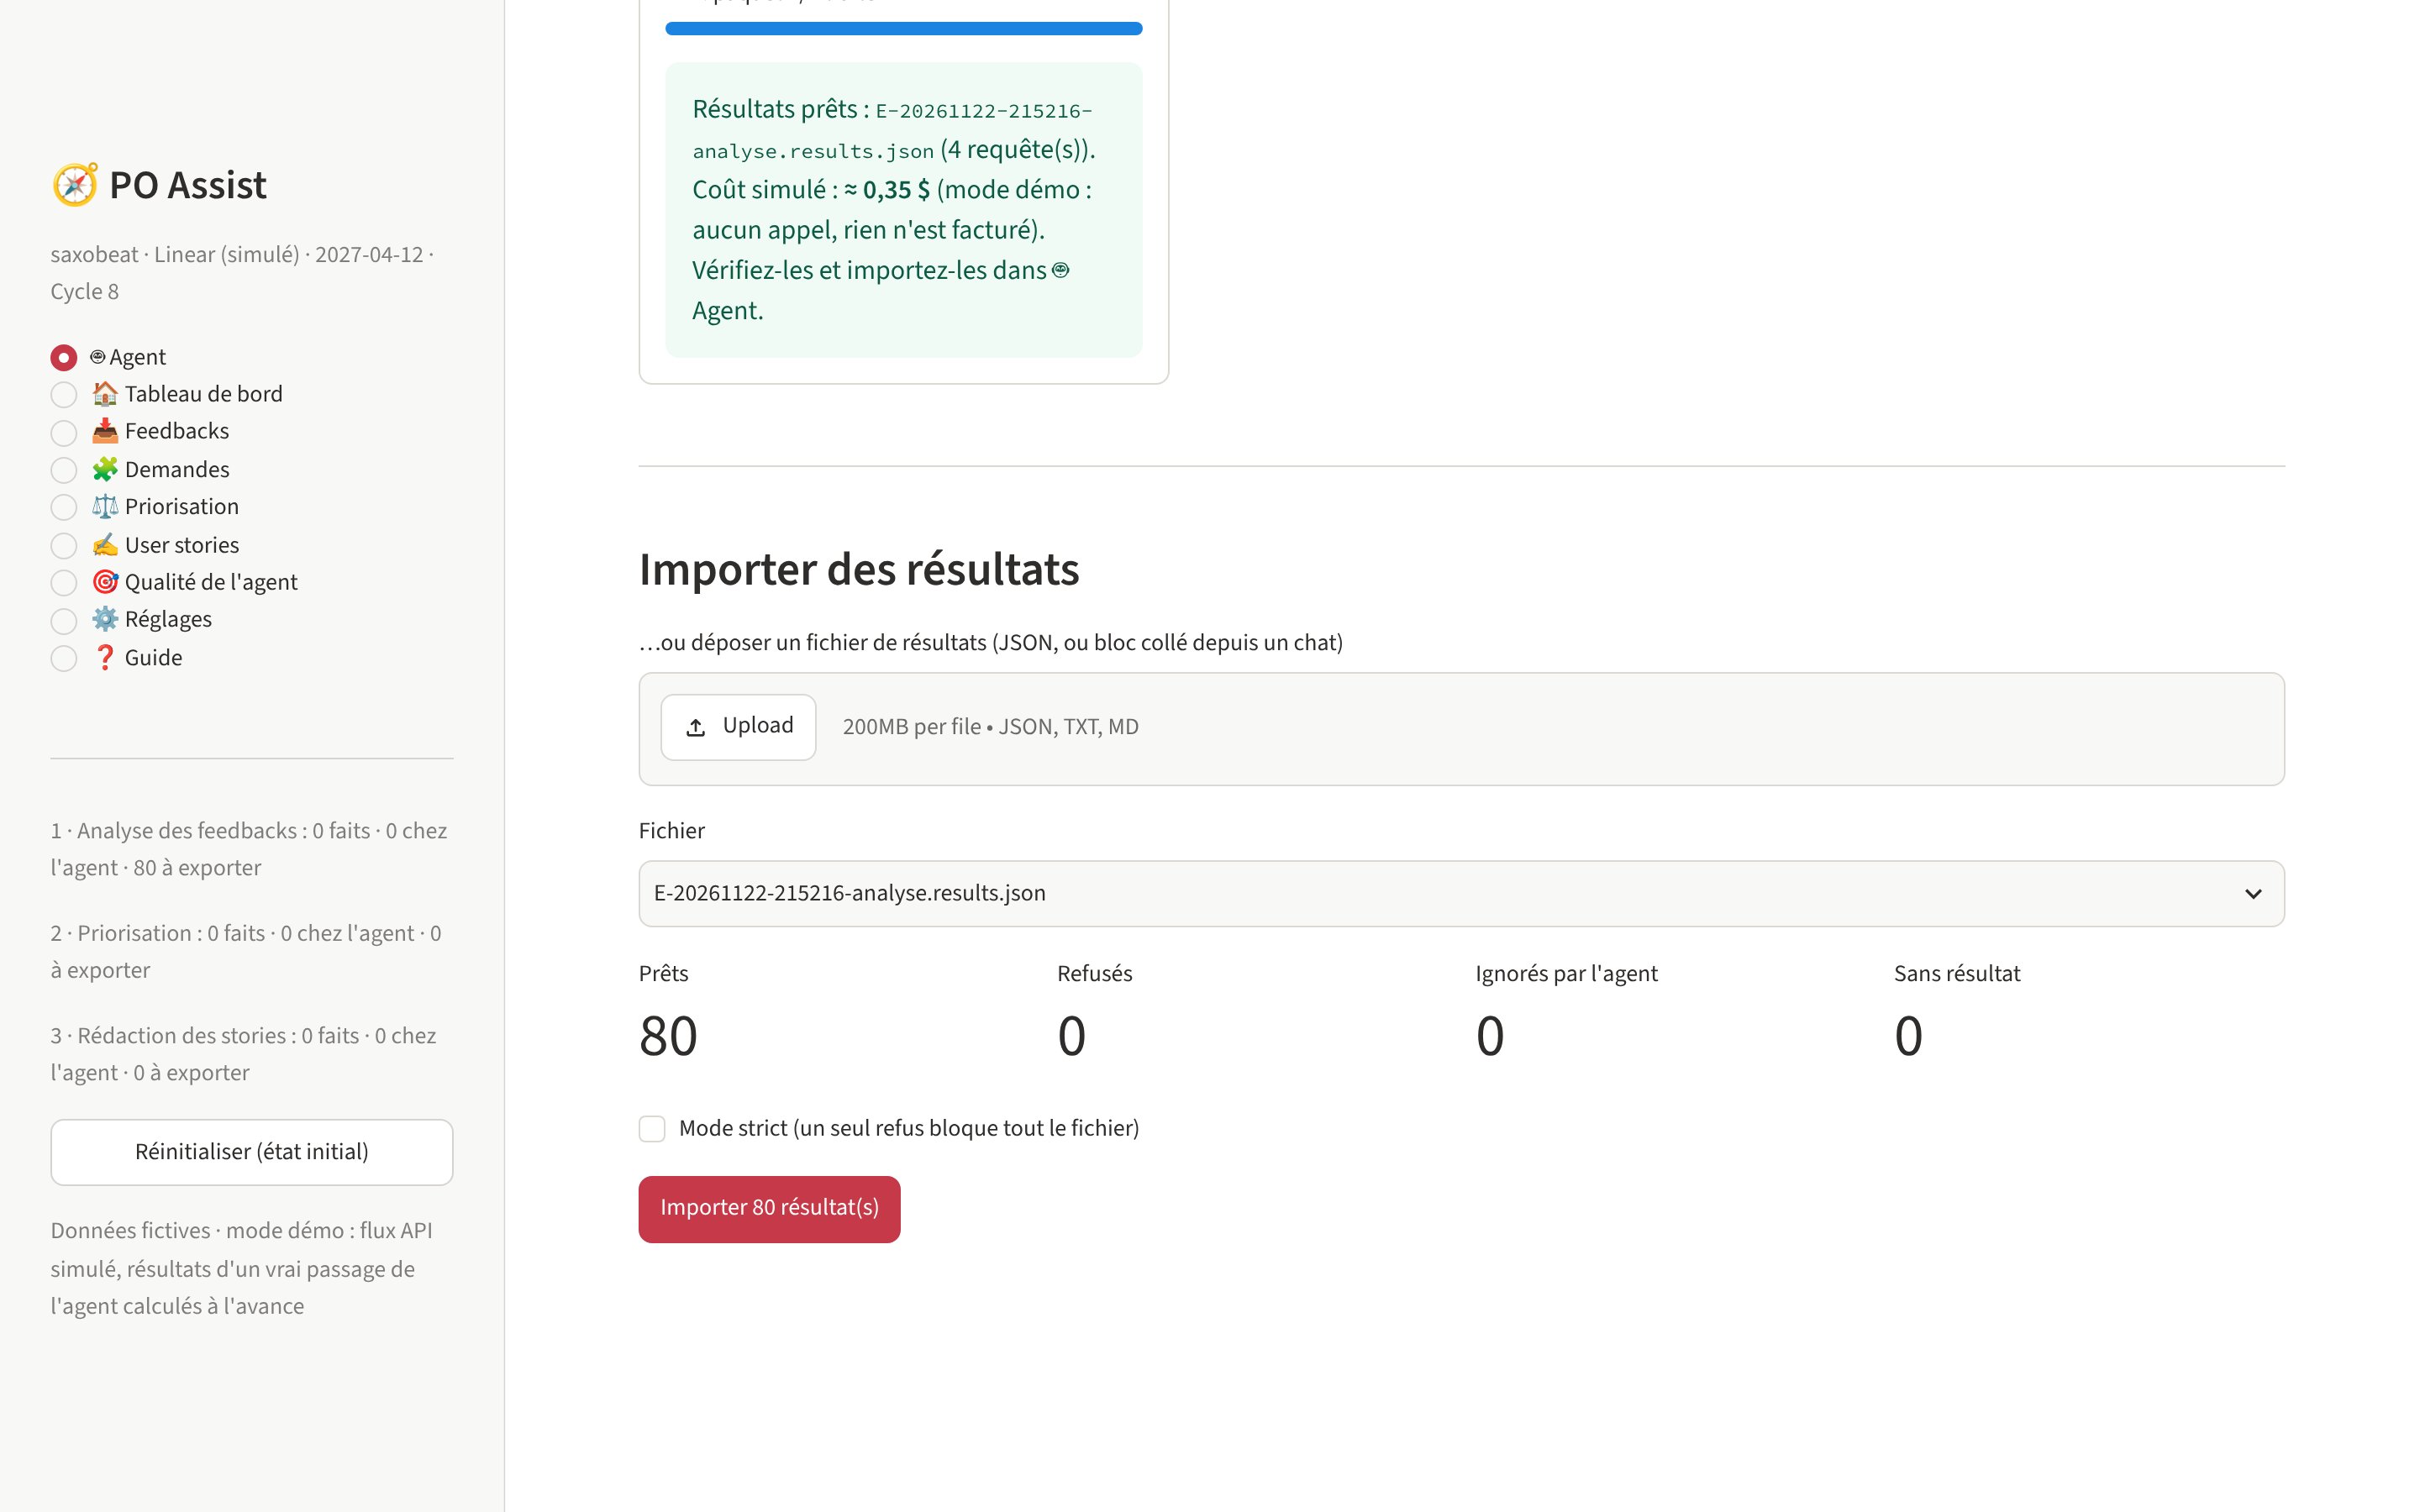 PO Assist
saxobeat · Linear (simulé) · 2027-04-12 ·
Cycle 8
Agent
Tableau de bord
Feedbacks
Demandes
Priorisation
User stories
Qualité de l'agent
Réglages
Guide
1 · Analyse des feedbacks : 0 faits · 0 chez
l'agent · 80 à exporter
2 · Priorisation : 0 faits · 0 chez l'agent · 0
à exporter
3 · Rédaction des stories : 0 faits · 0 chez
l'agent · 0 à exporter
Réinitialiser (état initial)
Données fictives · mode démo : flux API
simulé, résultats d'un vrai passage de
l'agent calculés à l'avance
Résultats prêts : E-20261122-215216-
analyse.results.json (4 requête(s)).
Coût simulé : ≈ 0,35 $ (mode démo :
aucun appel, rien n'est facturé).
Vérifiez-les et importez-les dans
Agent.
Importer des résultats
…ou déposer un fichier de résultats (JSON, ou bloc collé depuis un chat)
Upload
200MB per file • JSON, TXT, MD
Fichier
E-20261122-215216-analyse.results.json
Prêts
80
Refusés
0
Ignorés par l'agent
0
Sans résultat
0
Mode strict (un seul refus bloque tout le fichier)
Importer 80 résultat(s)